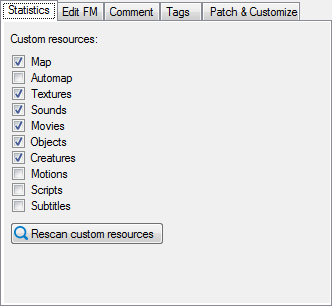 Statistics Edit FM Comment Tags Patch & Customize
Custom resources:
Map
Automap
Textures
Sounds
Movies
Objects
Creatures
Motions
Scripts
Subtitles
Rescan custom resources